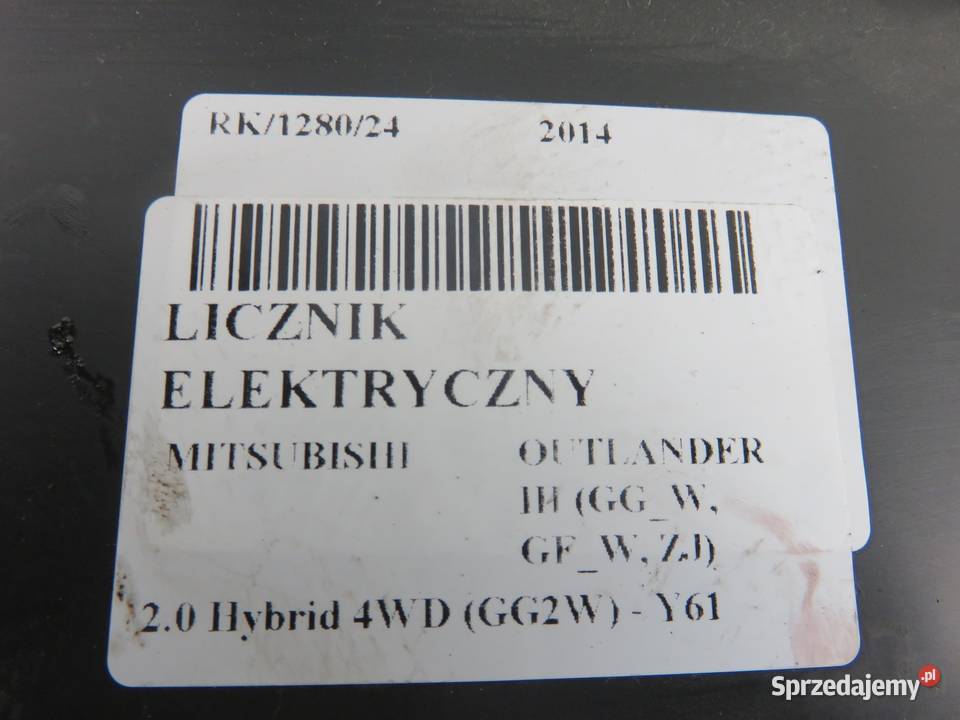 RK/1280/24 2014
LICZNIK
ELEKTRYCZNY
MITSUBISHI OUTLANDER
III (GG_W,
GF_W, ZJ)
2.0 Hybrid 4WD (GG2W) - Y61
Sprzedajemy.pl